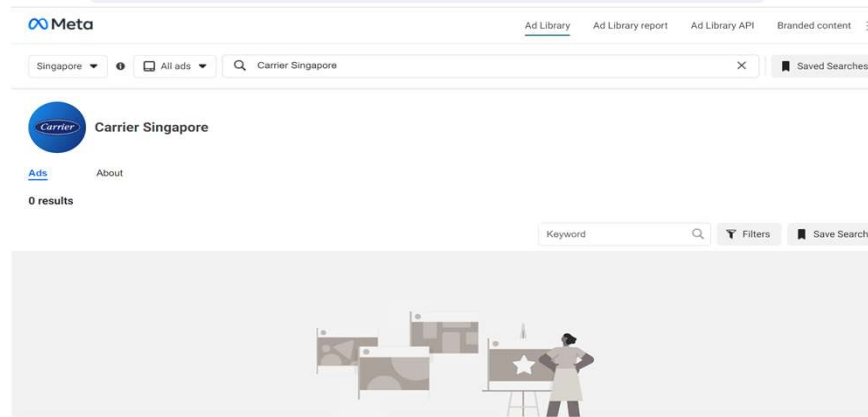 Meta
Ad Library Ad Library report Ad Library API Branded content
Singapore All ads Carrier Singapore Saved Searches
Carrier Carrier Singapore
Ads About
0 results
Keyword Filters Save Search